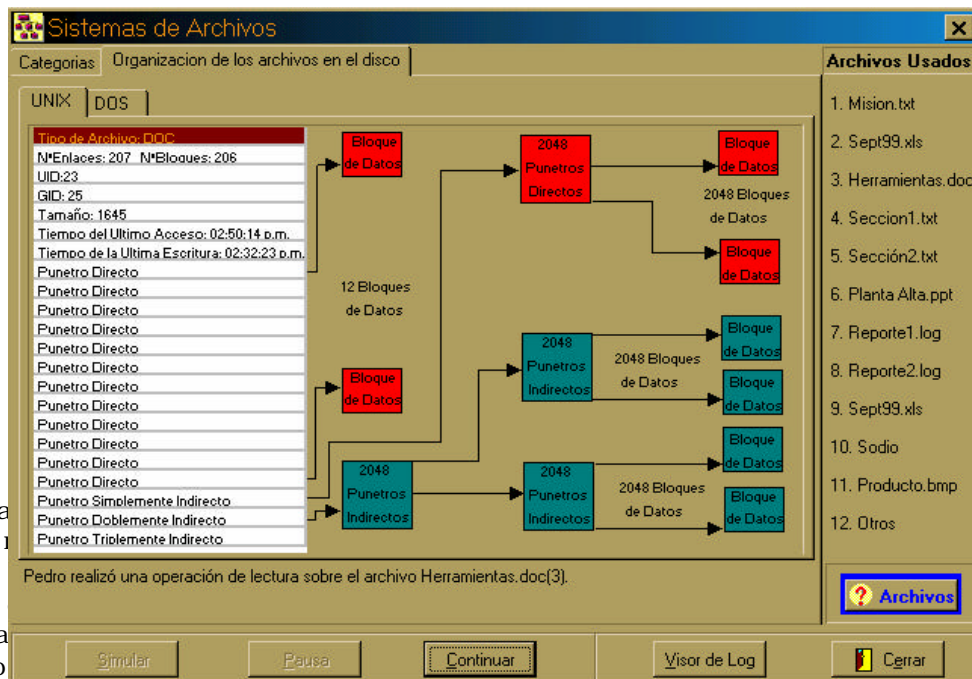 Sistemas de Archivos
Categorias
Organizacion de los archivos en el disco
Archivos Usados
UNIX
DOS
Tipo de Archivo: DOC
NºEnlaces: 207 NºBloques: 206
UID:23
GID: 25
Tamaño: 1645
Tiempo del Ultimo Acceso: 02:50:14 p.m.
Tiempo de la Ultima Escritura: 02:32:23 p.m.
Punetro Directo
Punetro Directo
Punetro Directo
Punetro Directo
Punetro Directo
Punetro Directo
Punetro Directo
Punetro Directo
Punetro Directo
Punetro Directo
Punetro Directo
Punetro Directo
Punetro Simplemente Indirecto
Punetro Doblemente Indirecto
Punetro Triplemente Indirecto
Bloque
de Datos
12 Bloques
de Datos
Bloque
de Datos
2048
Punetros
Indirectos
2048
Punetros
Directos
2048
Punetros
Indirectos
2048
Punetros
Indirectos
Bloque
de Datos
2048 Bloques
de Datos
Bloque
de Datos
Bloque
de Datos
2048 Bloques
de Datos
Bloque
de Datos
Bloque
de Datos
2048 Bloques
de Datos
Bloque
de Datos
1. Mision.txt
2. Sept99.xls
3. Herramientas.doc
4. Seccion1.txt
5. Sección2.txt
6. Planta Alta.ppt
7. Reporte1.log
8. Reporte2.log
9. Sept99.xls
10. Sodio
11. Producto.bmp
12. Otros
Pedro realizó una operación de lectura sobre el archivo Herramientas.doc(3).
? Archivos
Simular
Pausa
Continuar
Visor de Log
Cerrar